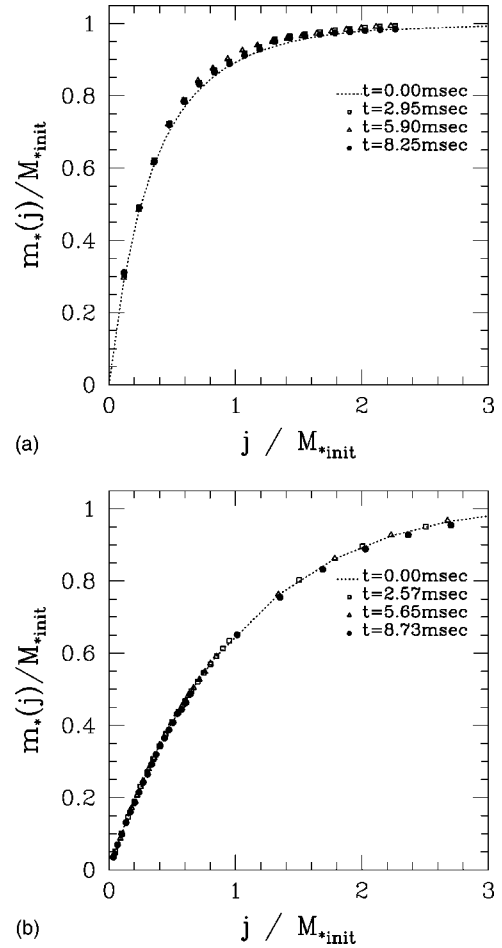 1
0.8
0.6
0.4
0.2
0
m*(j)/M*init
t=0.00msec
t=2.95msec
t=5.90msec
t=8.25msec
0 1 2 3
j / M*init
(a)
1
0.8
0.6
0.4
0.2
0
m*(j)/M*init
t=0.00msec
t=2.57msec
t=5.65msec
t=8.73msec
0 1 2 3
j / M*init
(b)